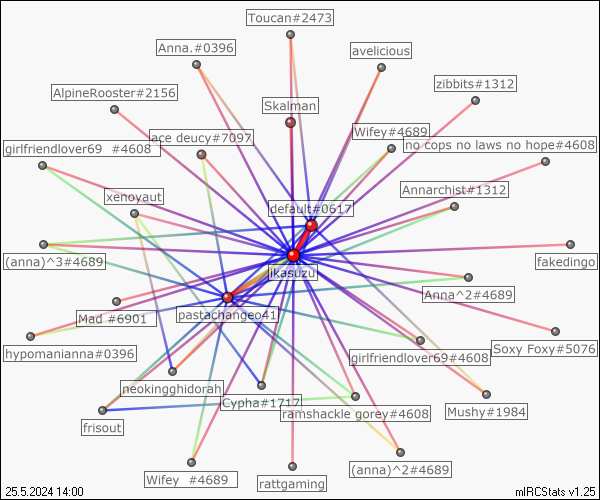 Toucan#2473
Anna.#0396
avelicious
zibbits#1312
AlpineRooster#2156
Skalman
ace deucy#7097
Wifey#4689
no cops no laws no hope#4608
girlfriendlover69 #4608
xenoyaut
Annarchist#1312
default#0617
(anna)^3#4689
ikasuzu
fakedingo
Anna^2#4689
Mad #6901
pastachangeo41
hypomanianna#0396
girlfriendlover69#4608
Soxy Foxy#5076
neokingghidorah
Cypha#1717
ramshackle gorey#4608
Mushy#1984
frisout
Wifey #4689
rattgaming
(anna)^2#4689
25.5.2024 14:00
mIRCStats v1.25